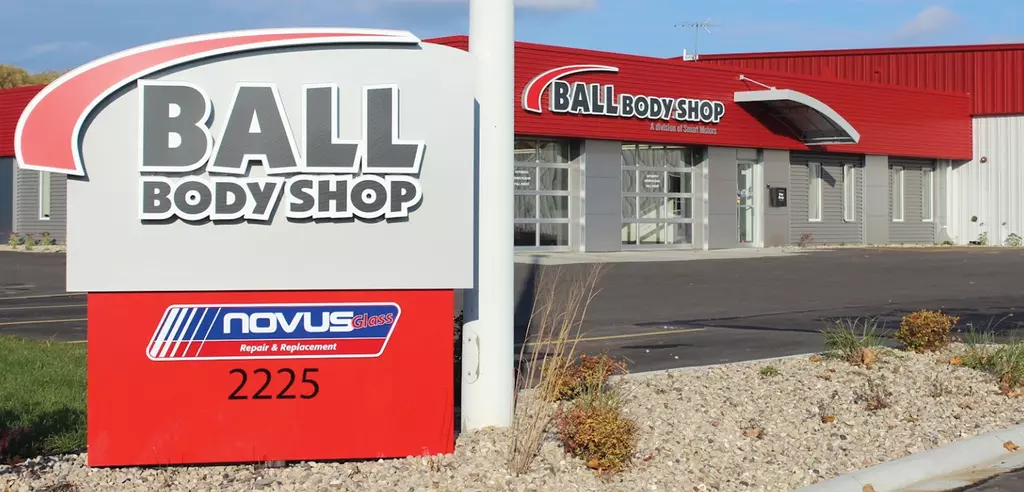 BALL
BODY SHOP
NOVUS Glass
Repair & Replacement
2225
BALL BODY SHOP
A division of Smart Motors